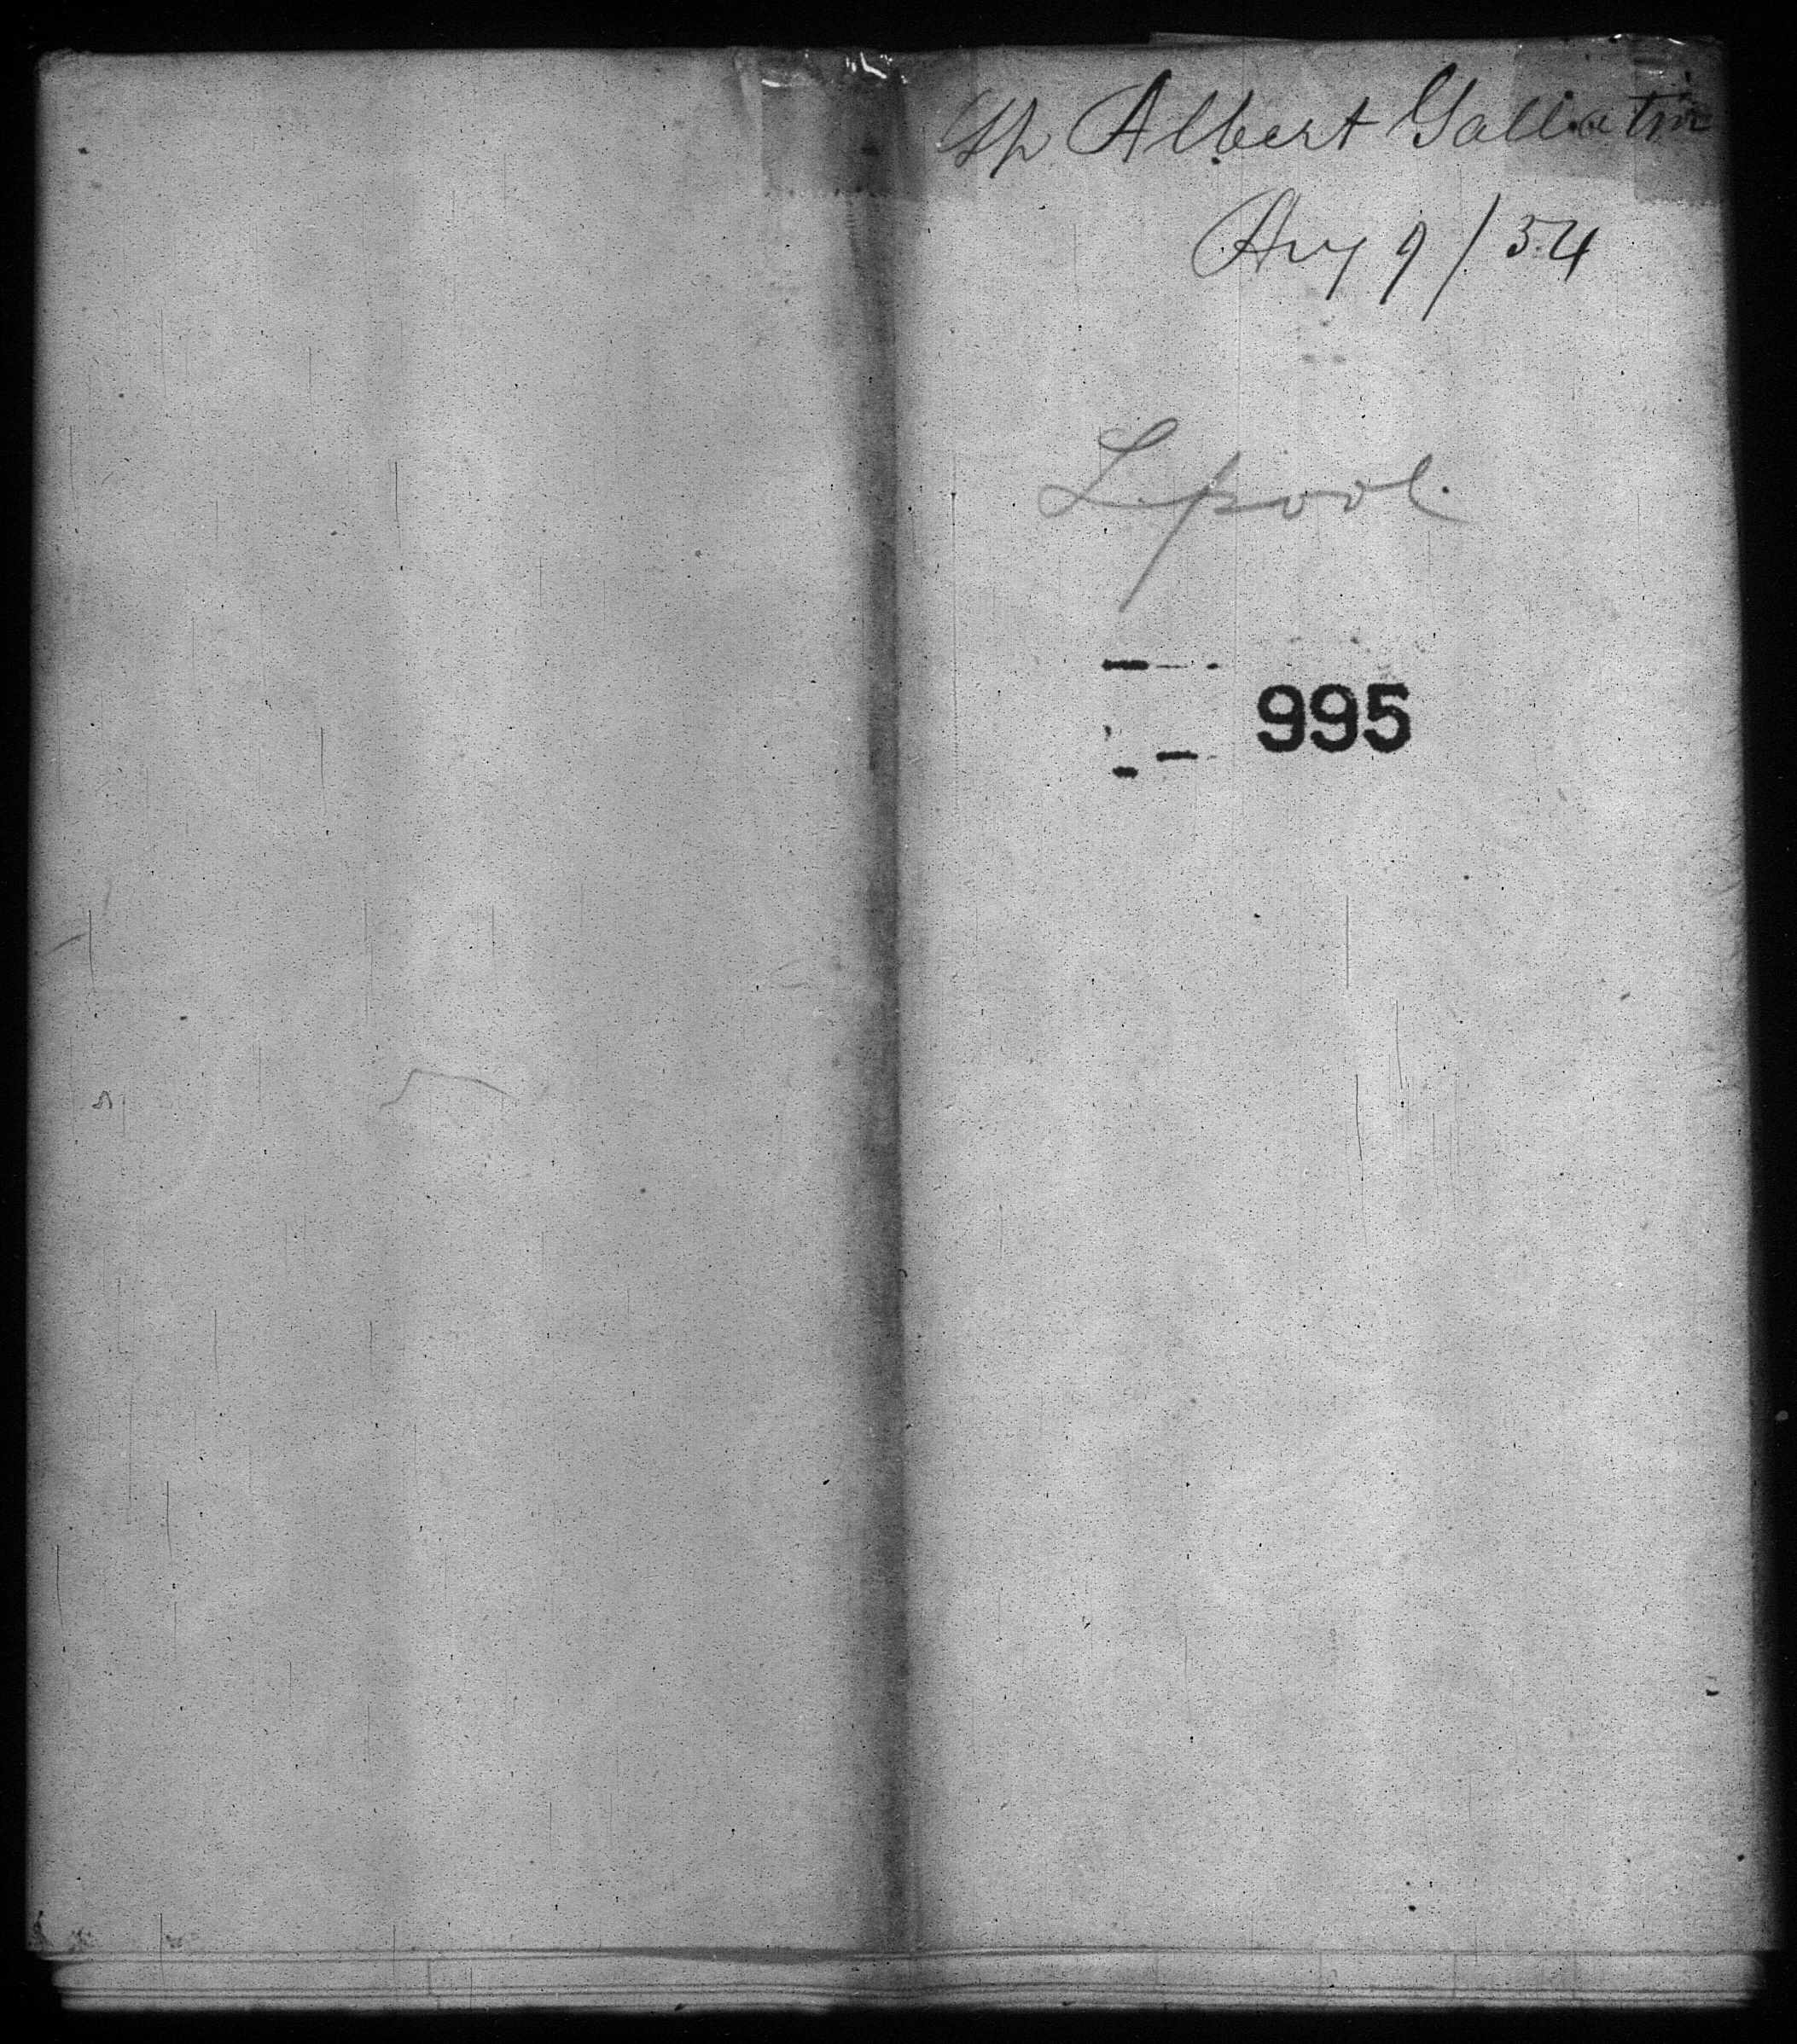 Sp Albert Gallatin
Aug 9/54
L.pool.
995